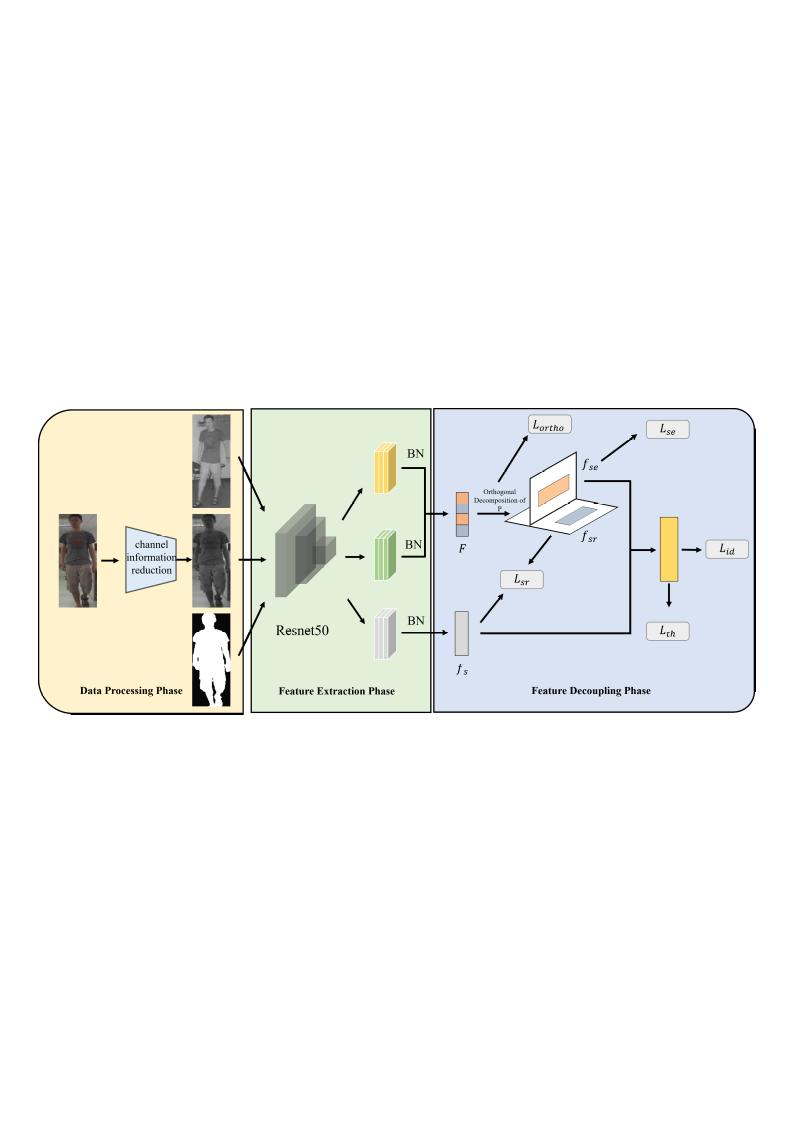 channel
information
reduction
Data Processing Phase
BN
BN
BN
Resnet50
Feature Extraction Phase
L_{ortho}
L_{se}
f_{se}
Orthogonal
Decomposition of
P
F
f_{sr}
L_{sr}
L_{id}
L_{th}
f_s
Feature Decoupling Phase